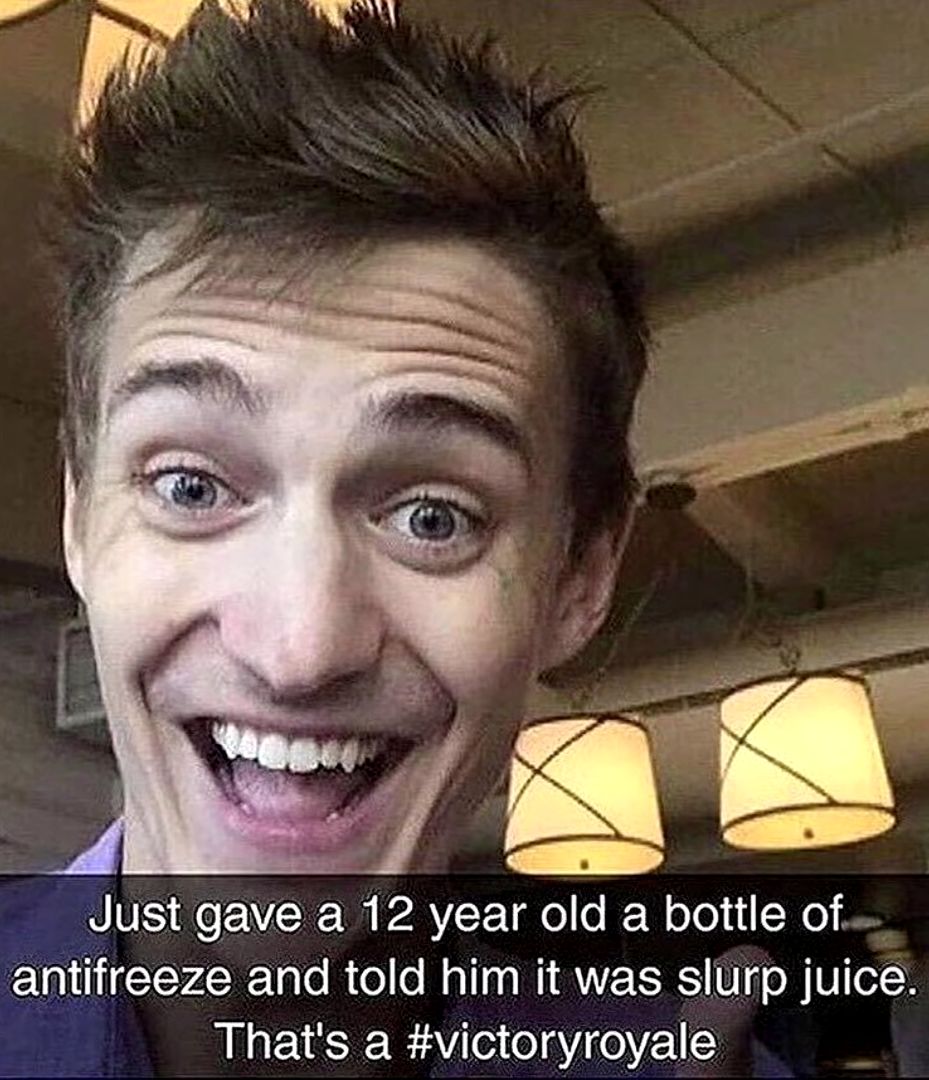 Just gave a 12 year old a bottle of
antifreeze and told him it was slurp juice.
That's a #victoryroyale